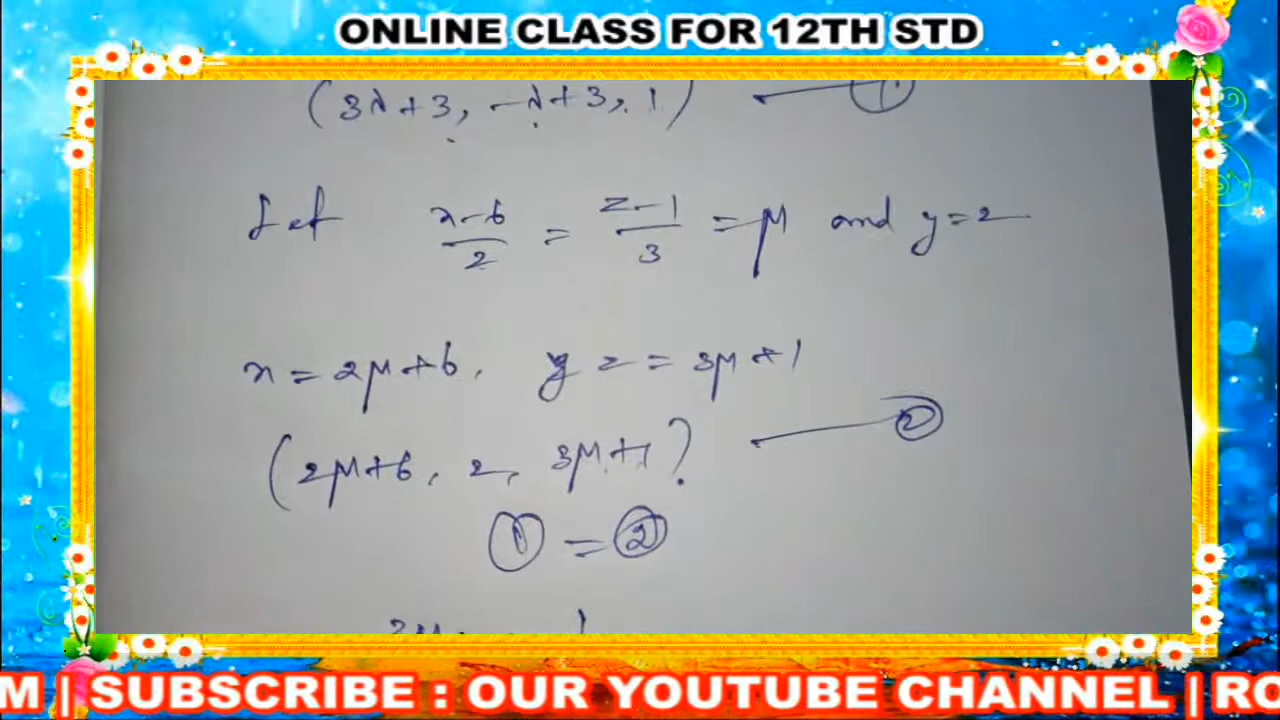 ONLINE CLASS FOR 12TH STD
(3λ+3, -λ+3, 1) ①
Let x-6/2 = z-1/3 = μ and y=2
x = 2μ+6, z = 3μ+1
(2μ+6, 2, 3μ+1) ②
① = ②
M | SUBSCRIBE : OUR YOUTUBE CHANNEL | RO